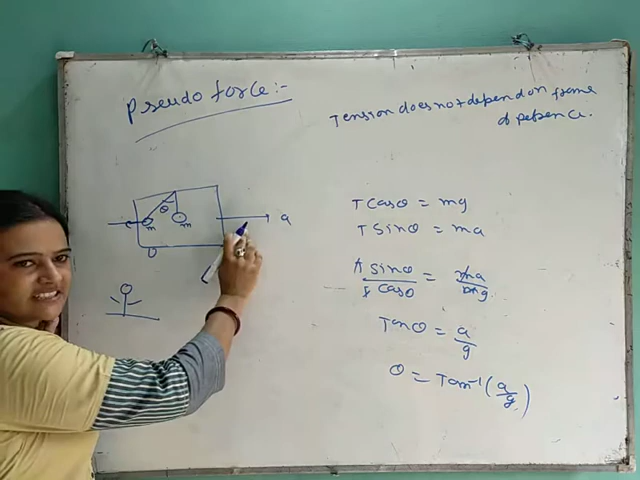 Pseudo force:-
Tension does not depend on frame
of refrence.
a
θ
m
m
T Cosθ = mg
T Sinθ = ma
T Sinθ / T Cosθ = ma / mg
Tanθ = a/g
θ = Tan⁻¹ (a/g)